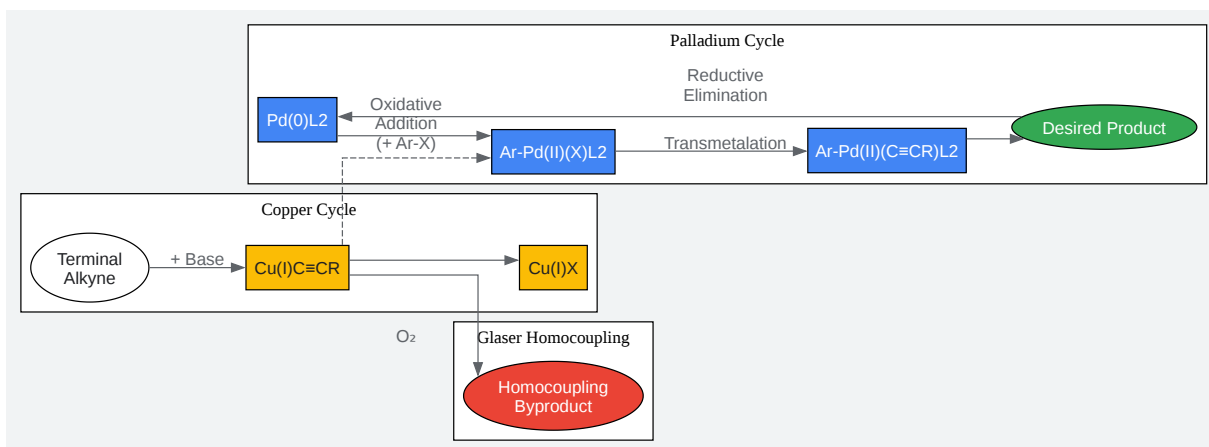 Palladium Cycle
Reductive
Elimination
Pd(0)L2
Oxidative
Addition
(+ Ar-X)
Ar-Pd(II)(X)L2
Transmetalation
Ar-Pd(II)(C≡CR)L2
Desired Product
Copper Cycle
Terminal
Alkyne
+ Base
Cu(I)C≡CR
Cu(I)X
O₂
Glaser Homocoupling
Homocoupling
Byproduct